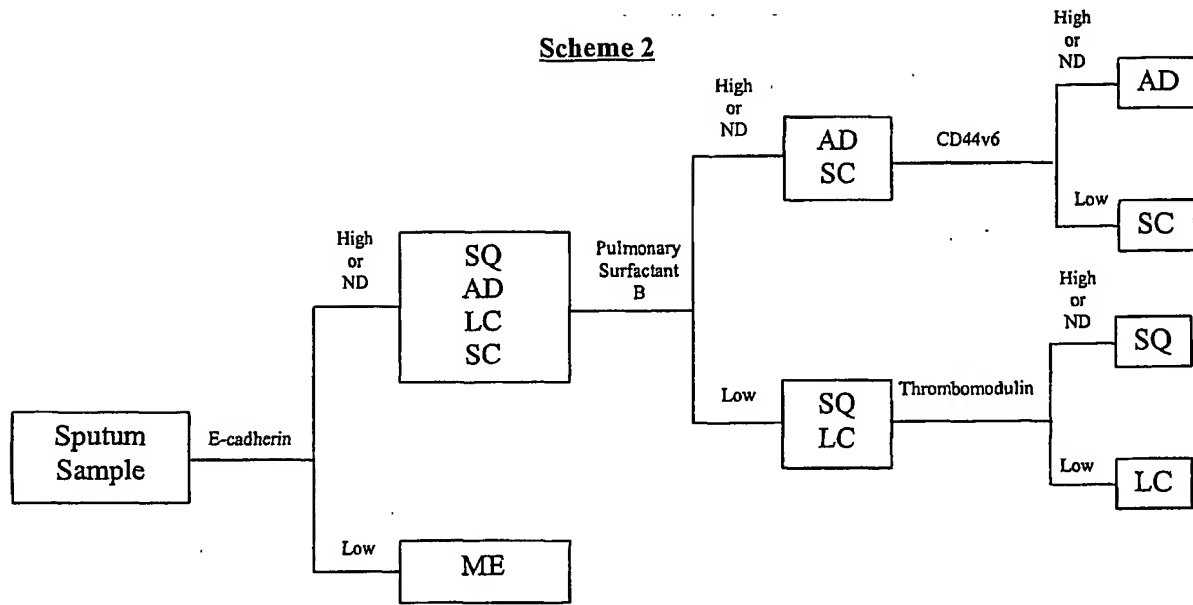 Scheme 2
Sputum
Sample
E-cadherin
High
or
ND
SQ
AD
LC
SC
Low
ME
Pulmonary
Surfactant
B
High
or
ND
AD
SC
CD44v6
High
or
ND
AD
Low
SC
Low
SQ
LC
Thrombomodulin
High
or
ND
SQ
Low
LC